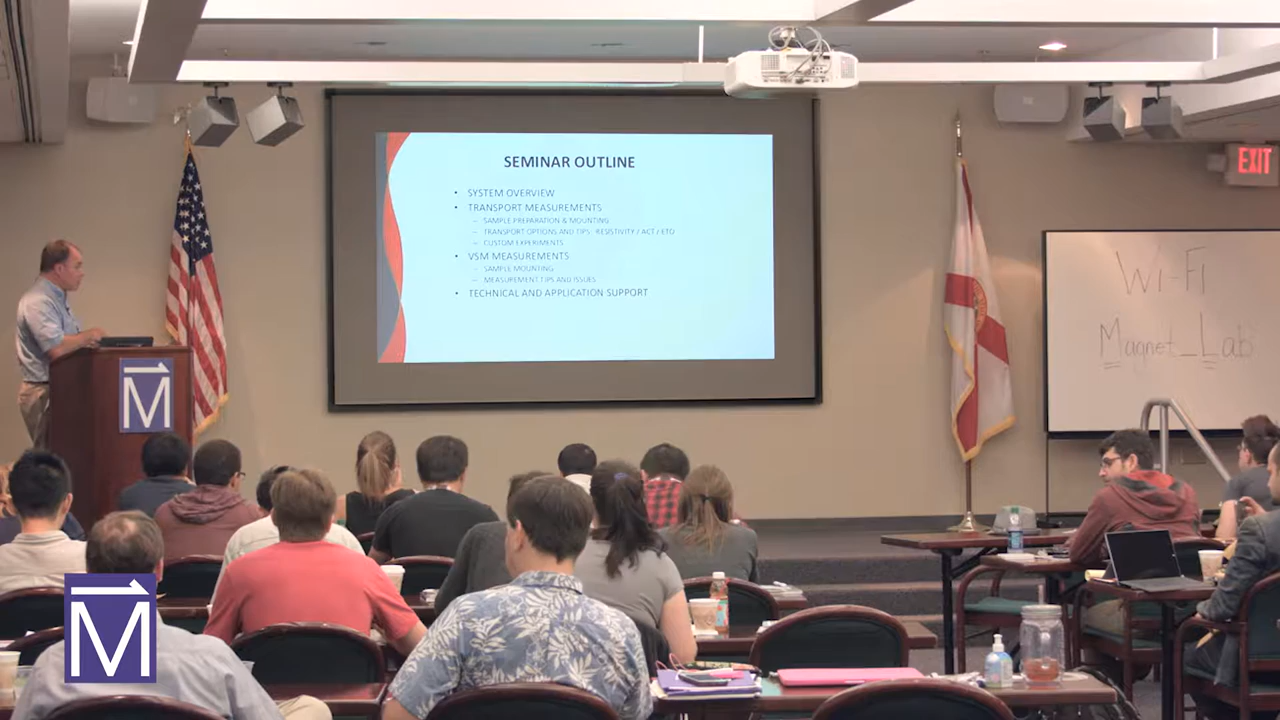 SEMINAR OUTLINE
• SYSTEM OVERVIEW
• TRANSPORT MEASUREMENTS
– SAMPLE PREPARATION & MOUNTING
– TRANSPORT OPTIONS AND TIPS: RESISTIVITY / ACT / ETO
– CUSTOM EXPERIMENTS
• VSM MEASUREMENTS
– SAMPLE MOUNTING
– MEASUREMENT TIPS AND ISSUES
• TECHNICAL AND APPLICATION SUPPORT
EXIT
Wi-Fi
Magnet_Lab
M
M